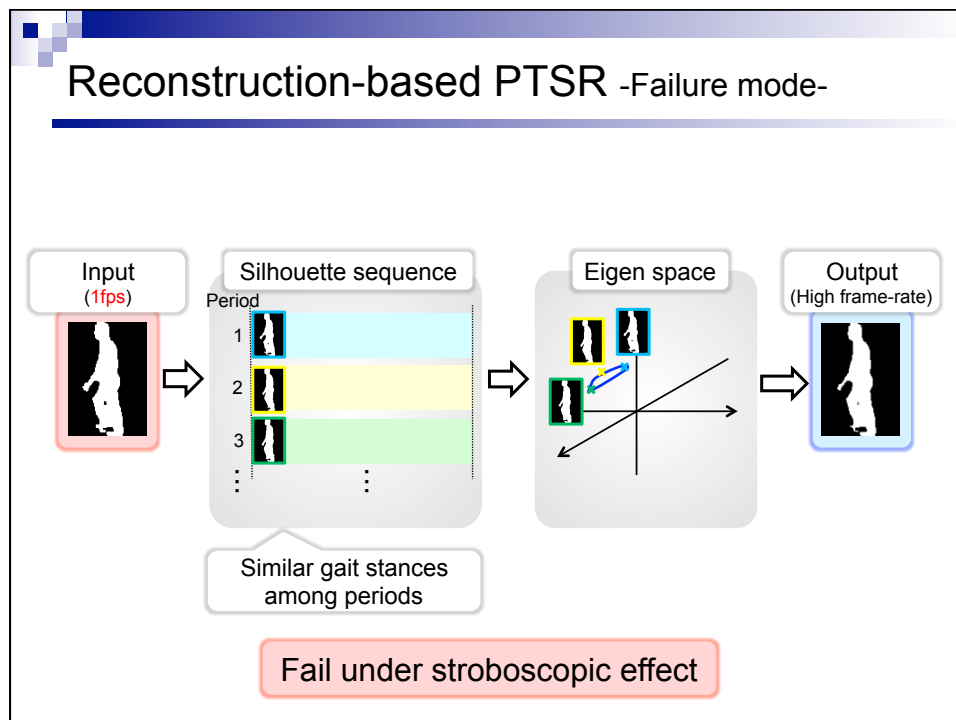 Reconstruction-based PTSR -Failure mode-
Input
(1fps)
Silhouette sequence
Eigen space
Output
(High frame-rate)
Period
1
2
3
⋮ ⋮
Similar gait stances
among periods
Fail under stroboscopic effect